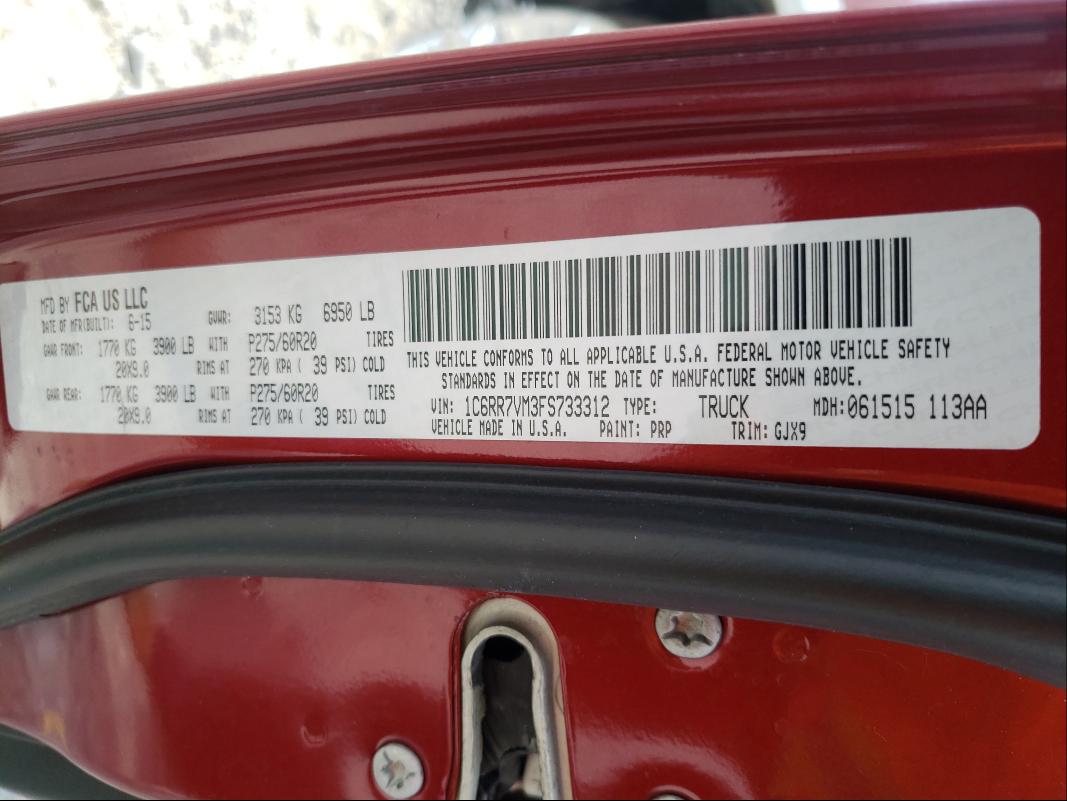 MFD BY FCA US LLC
DATE OF MFR(BUILT): 6-15 GVWR: 3153 KG 6950 LB
GAWR FRONT: 1770 KG 3900 LB WITH P275/60R20 TIRES
20X9.0 RIMS AT 270 KPA ( 39 PSI) COLD
GAWR REAR: 1770 KG 3900 LB WITH P275/60R20 TIRES
20X9.0 RIMS AT 270 KPA ( 39 PSI) COLD
THIS VEHICLE CONFORMS TO ALL APPLICABLE U.S.A. FEDERAL MOTOR VEHICLE SAFETY
STANDARDS IN EFFECT ON THE DATE OF MANUFACTURE SHOWN ABOVE.
VIN: 1C6RR7VM3FS733312 TYPE: TRUCK MDH: 061515 113AA
VEHICLE MADE IN U.S.A. PAINT: PRP TRIM: GJX9